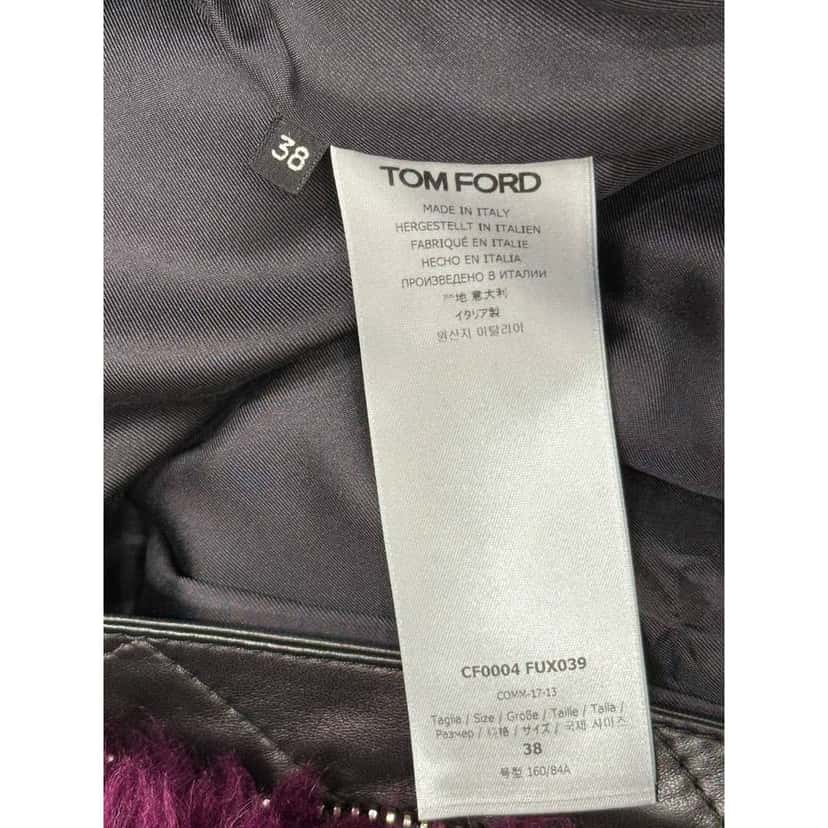 38
TOM FORD
MADE IN ITALY
HERGESTELLT IN ITALIEN
FABRIQUÉ EN ITALIE
HECHO EN ITALIA
ПРОИЗВЕДЕНО В ИТАЛИИ
地 意大利
イタリア製
원산지 이탈리아
CF0004 FUX039
COMM-17-13
Taglia / Size / Größe / Taille / Talla /
Размер / 规格 / サイズ / 국제 사이즈
38
号型 160/84A